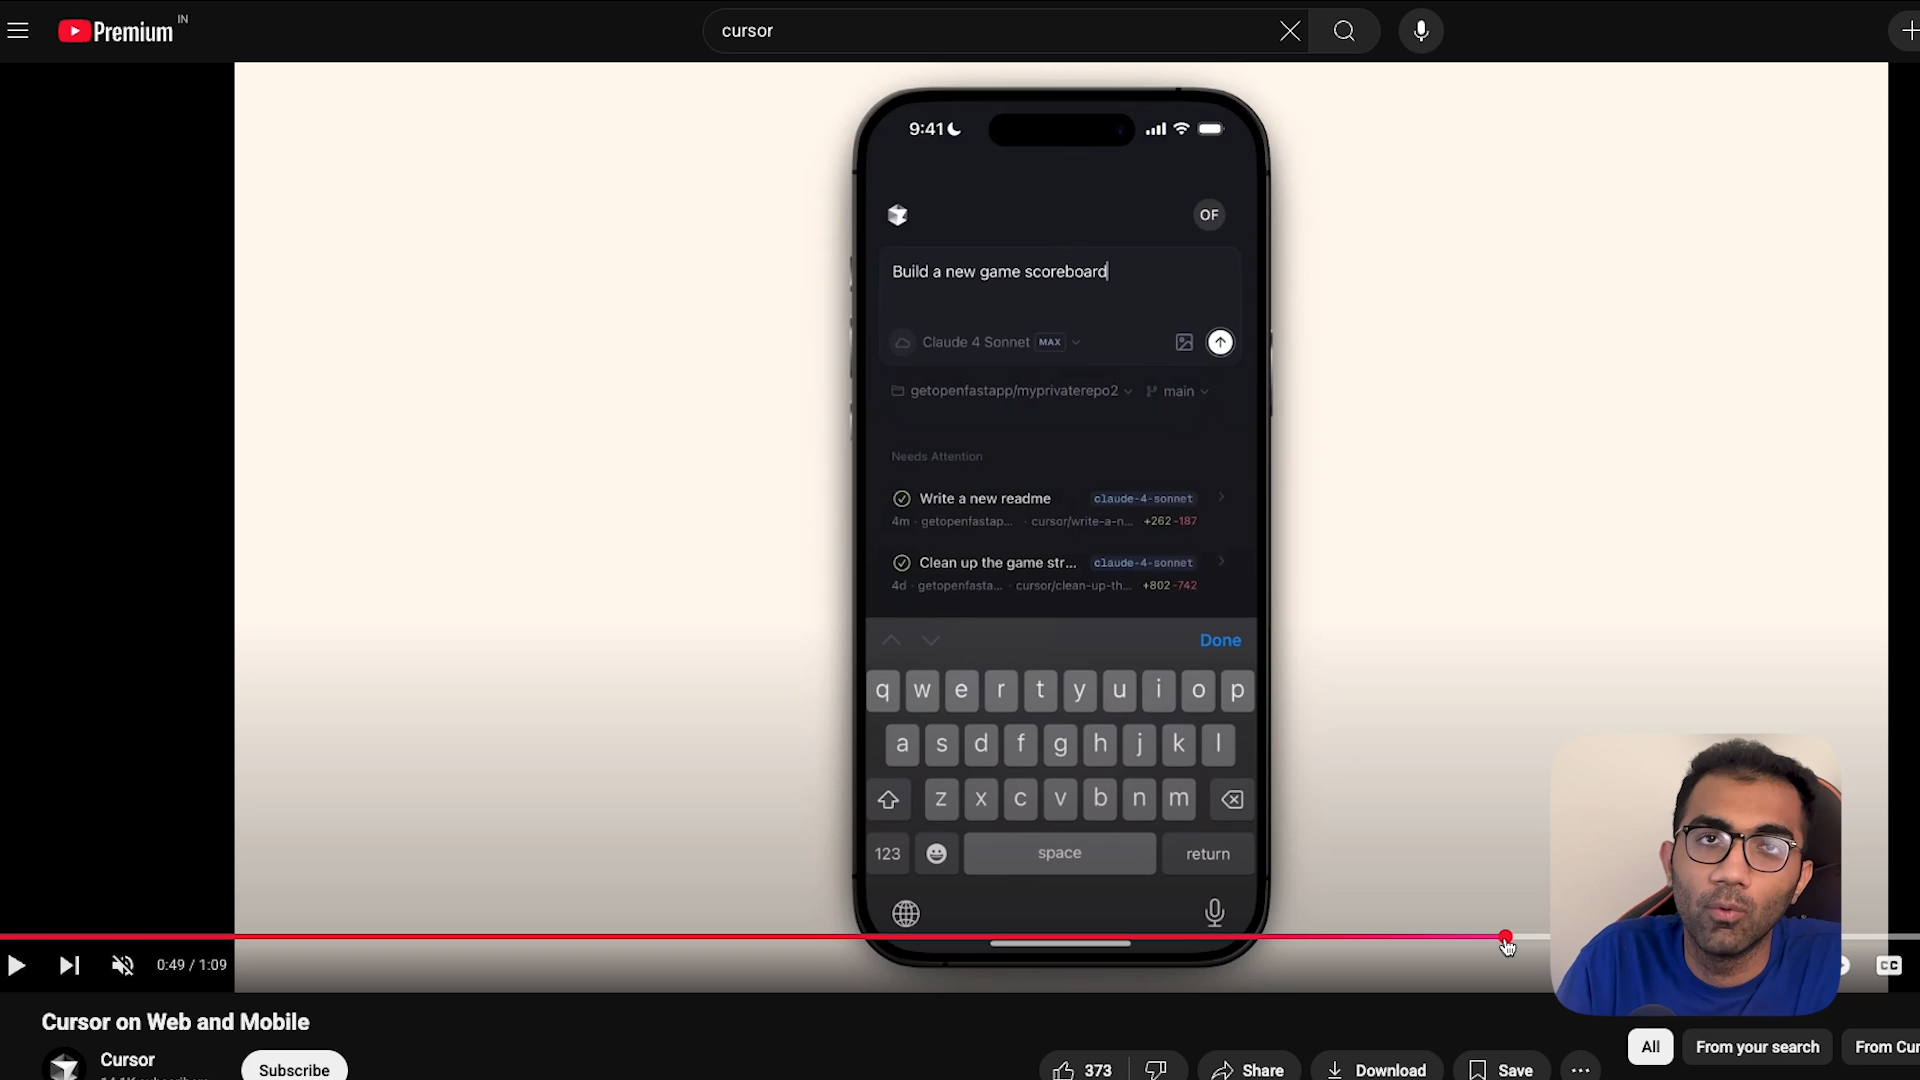 Premium IN
cursor
9:41
OF
Build a new game scoreboard
Claude 4 Sonnet MAX
getopenfastapp/myprivaterepo2 main
Needs Attention
Write a new readme claude-4-sonnet
4m · getopenfastap... · cursor/write-a-n... +262 -187
Clean up the game str... claude-4-sonnet
4d · getopenfasta... · cursor/clean-up-th... +802 -742
Done
q w e r t y u i o p
a s d f g h j k l
z x c v b n m
123 space return
0:49 / 1:09
CC
Cursor on Web and Mobile
Cursor
Subscribe
373
Share
Download
Save
All
From your search
From Cur